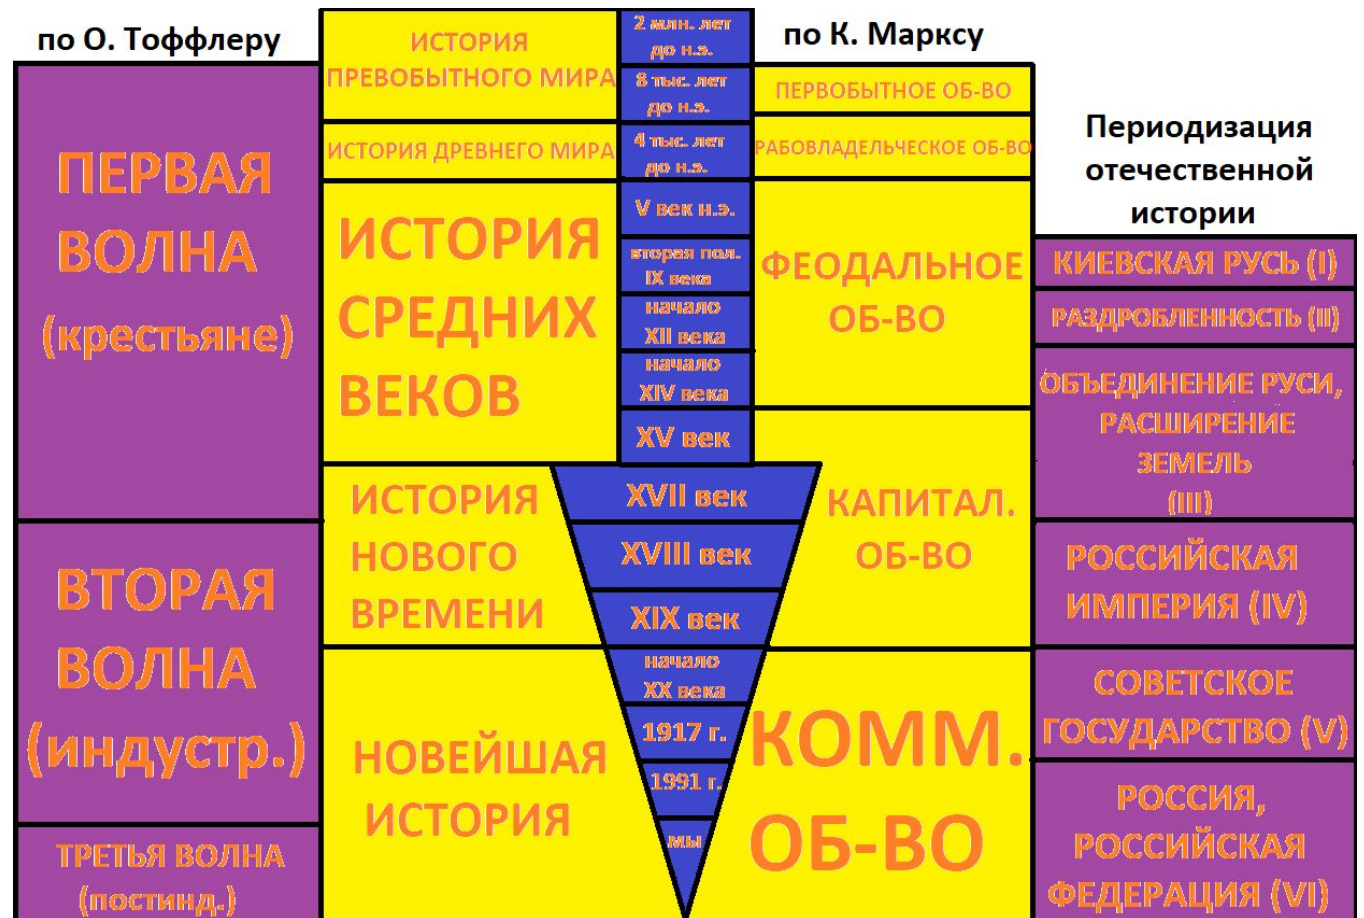 по О. Тоффлеру
ПЕРВАЯ
ВОЛНА
(крестьяне)
ВТОРАЯ
ВОЛНА
(индустр.)
ТРЕТЬЯ ВОЛНА
(постинд.)
ИСТОРИЯ
ПРЕВОБЫТНОГО МИРА
ИСТОРИЯ ДРЕВНЕГО МИРА
ИСТОРИЯ
СРЕДНИХ
ВЕКОВ
ИСТОРИЯ
НОВОГО
ВРЕМЕНИ
НОВЕЙШАЯ
ИСТОРИЯ
2 млн. лет
до н.э.
8 тыс. лет
до н.э.
4 тыс. лет
до н.э.
V век н.э.
вторая пол.
IX века
начало
XII века
начало
XIV века
XV век
XVII век
XVIII век
XIX век
начало
XX века
1917 г.
1991 г.
мы
по К. Марксу
ПЕРВОБЫТНОЕ ОБ-ВО
РАБОВЛАДЕЛЬЧЕСКОЕ ОБ-ВО
ФЕОДАЛЬНОЕ
ОБ-ВО
КАПИТАЛ.
ОБ-ВО
КОММ.
ОБ-ВО
Периодизация
отечественной
истории
КИЕВСКАЯ РУСЬ (I)
РАЗДРОБЛЕННОСТЬ (II)
ОБЪЕДИНЕНИЕ РУСИ,
РАСШИРЕНИЕ
ЗЕМЕЛЬ
(III)
РОССИЙСКАЯ
ИМПЕРИЯ (IV)
СОВЕТСКОЕ
ГОСУДАРСТВО (V)
РОССИЯ,
РОССИЙСКАЯ
ФЕДЕРАЦИЯ (VI)